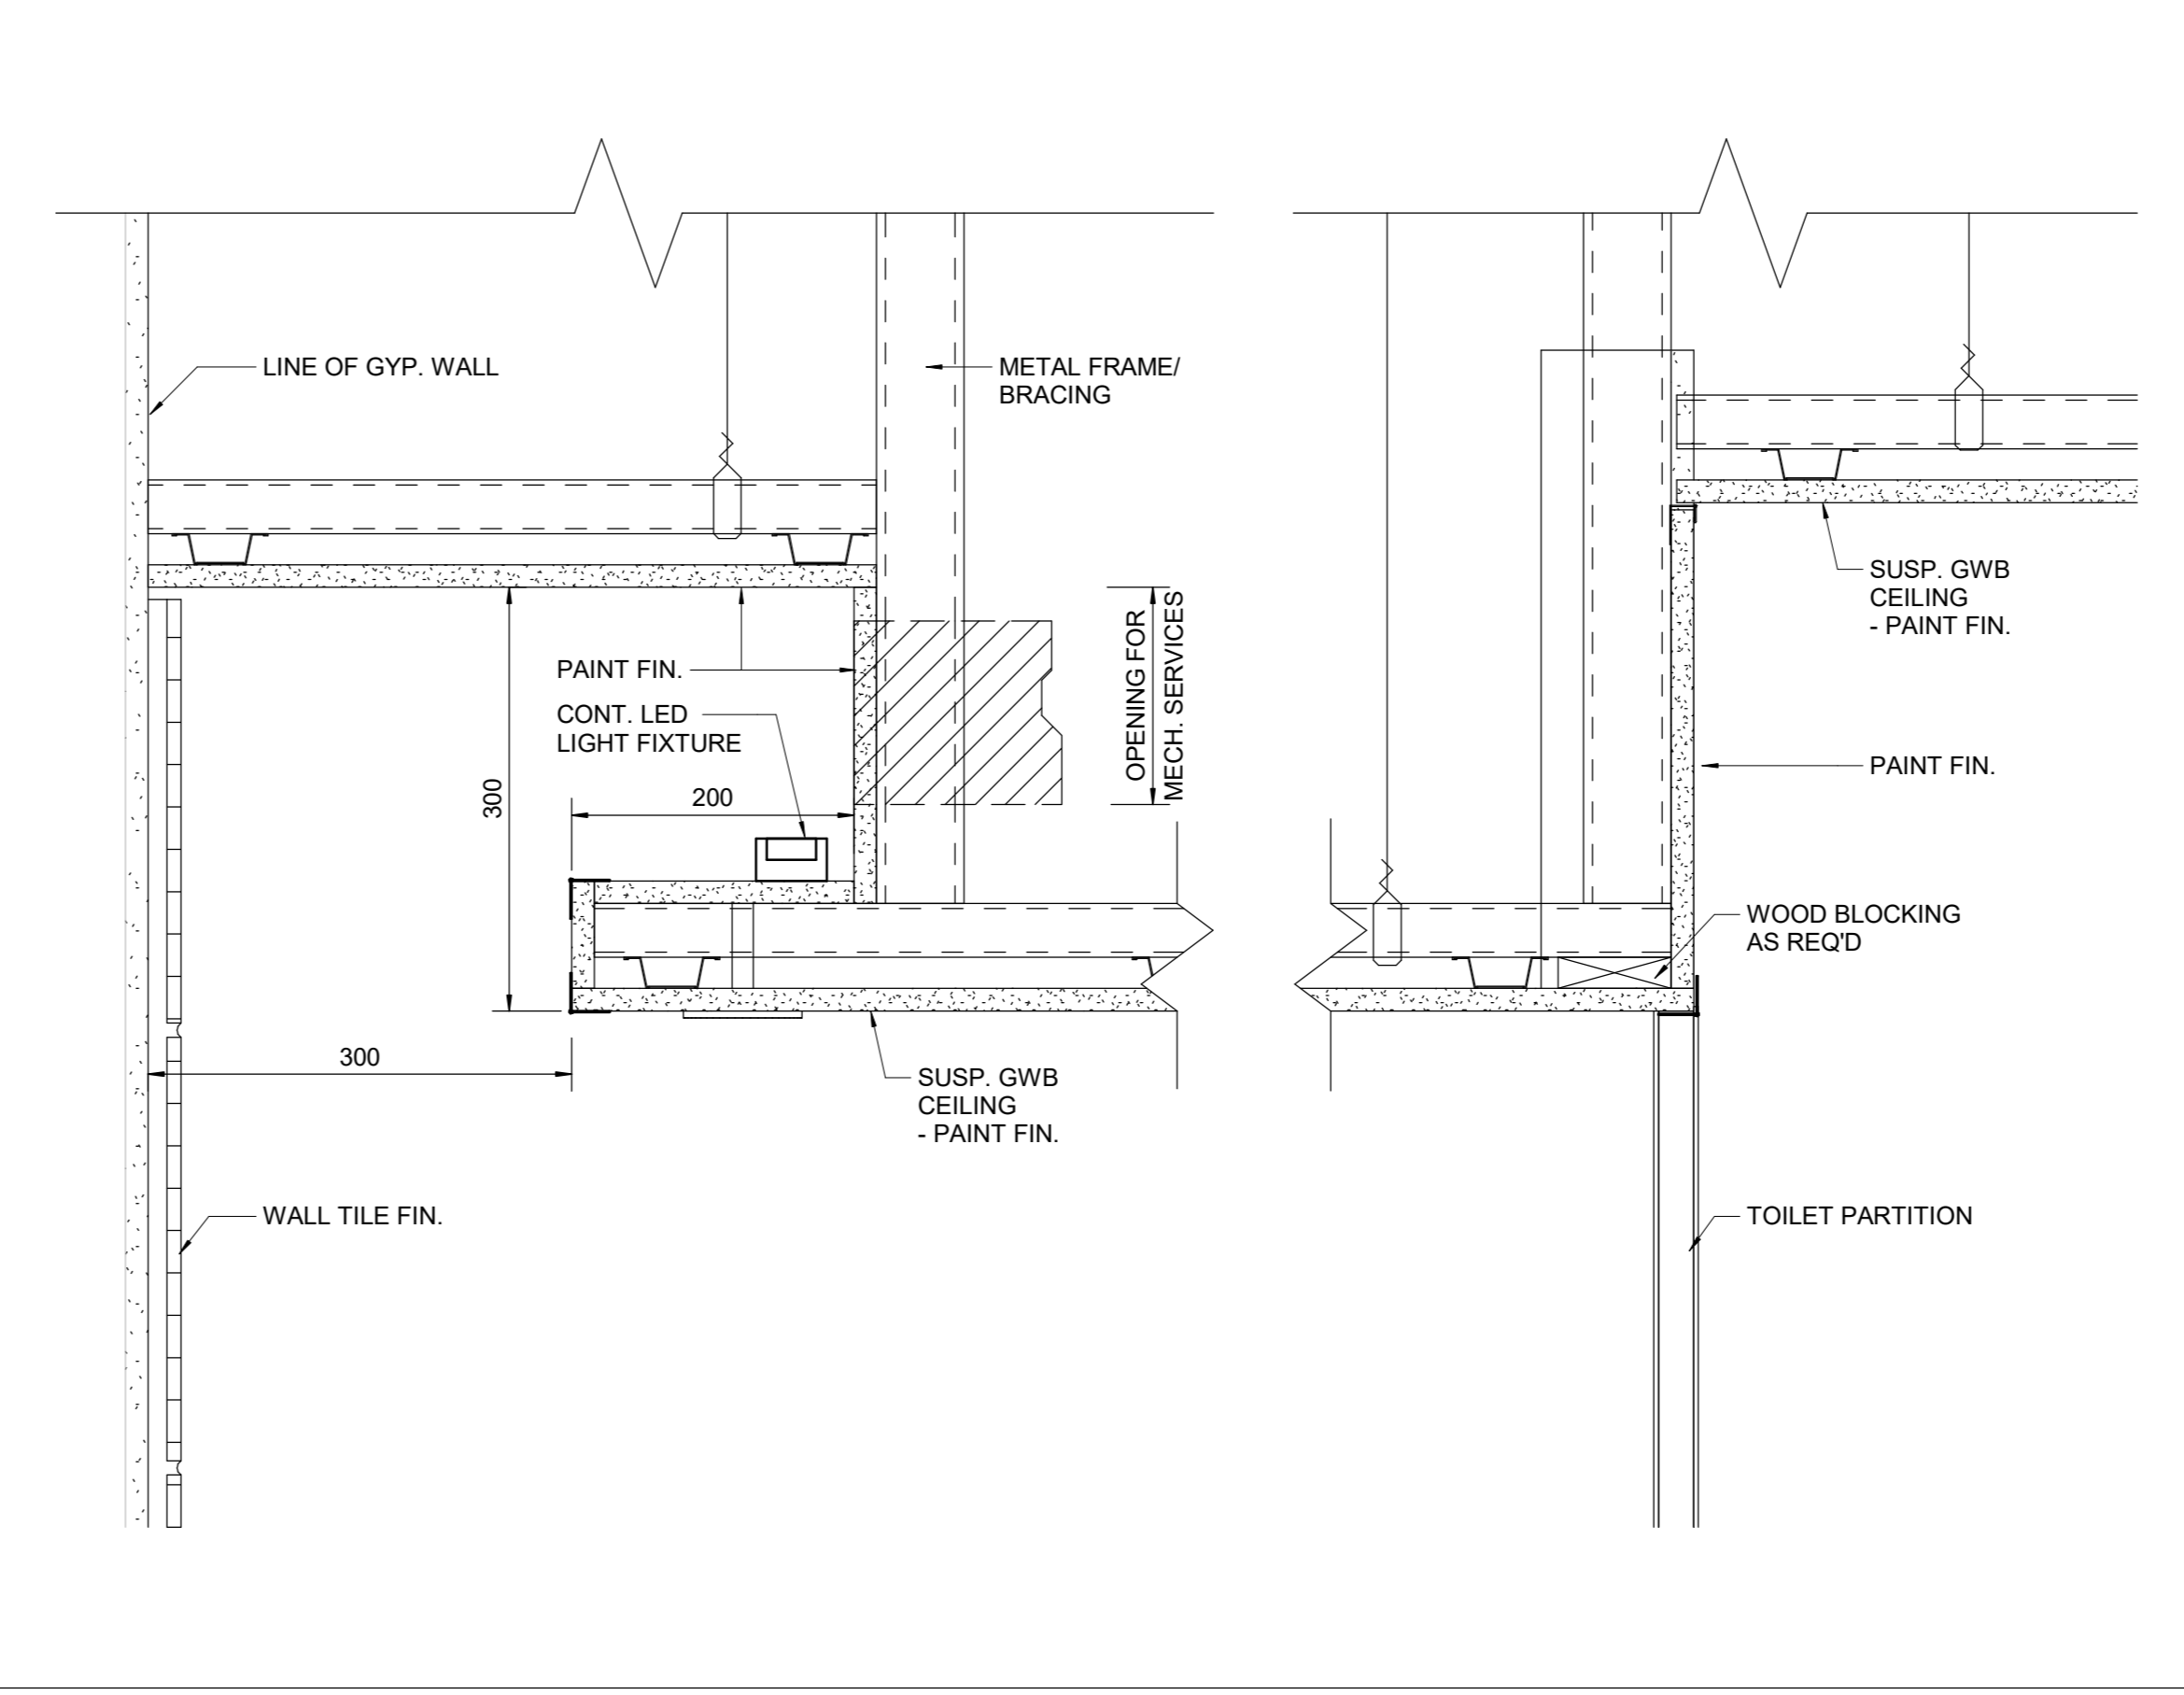 LINE OF GYP. WALL
METAL FRAME/
BRACING
SUSP. GWB
CEILING
- PAINT FIN.
OPENING FOR
MECH. SERVICES
PAINT FIN.
CONT. LED
LIGHT FIXTURE
PAINT FIN.
300
200
WOOD BLOCKING
AS REQ'D
300
SUSP. GWB
CEILING
- PAINT FIN.
WALL TILE FIN.
TOILET PARTITION